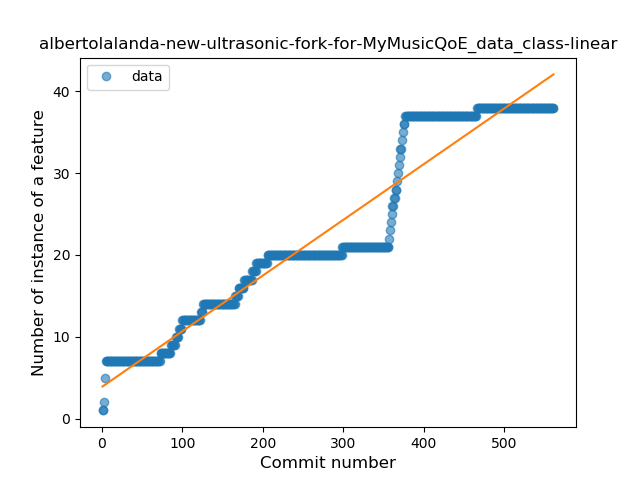 albertolalanda-new-ultrasonic-fork-for-MyMusicQoE_data_class-linear
data
Number of instance of a feature
40
30
20
10
0
0 100 200 300 400 500
Commit number